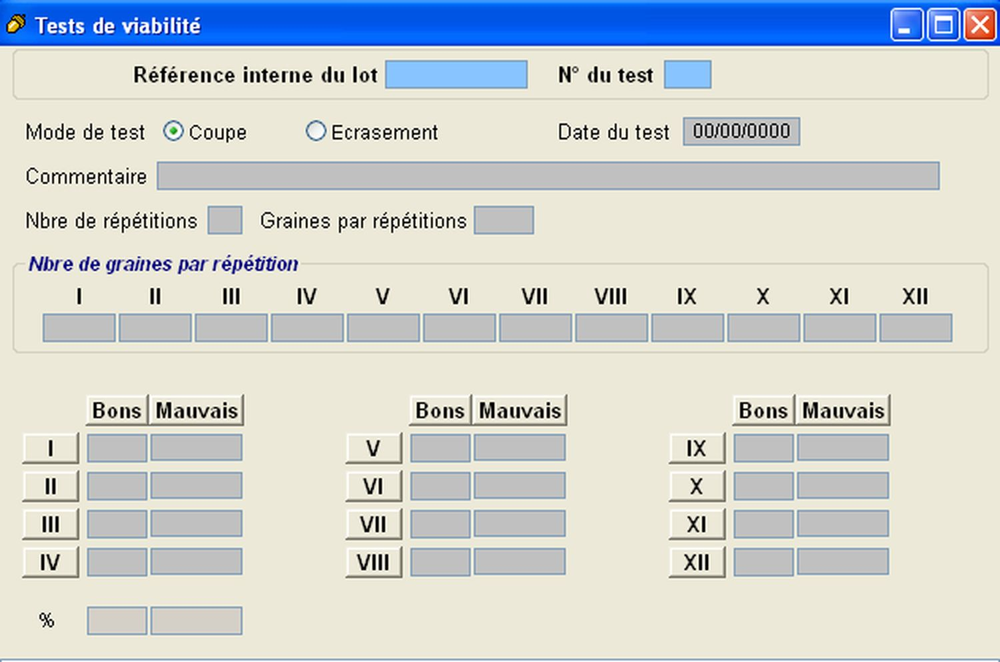 Tests de viabilité
Référence interne du lot N° du test
Mode de test Coupe Ecrasement Date du test 00/00/0000
Commentaire
Nbre de répétitions Graines par répétitions
Nbre de graines par répétition
I II III IV V VI VII VIII IX X XI XII
Bons Mauvais Bons Mauvais Bons Mauvais
I V IX
II VI X
III VII XI
IV VIII XII
%